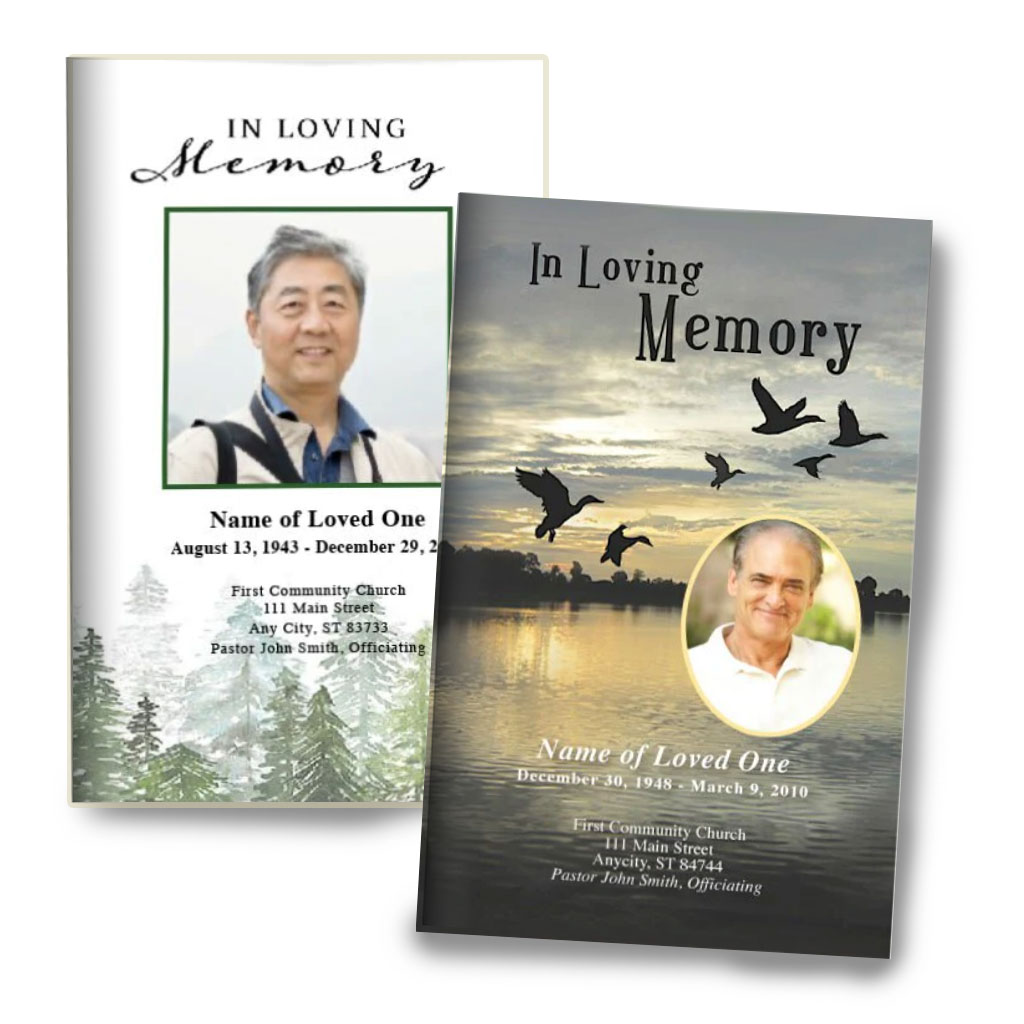 IN LOVING
Memory
Name of Loved One
August 13, 1943 - December 29, 2
First Community Church
111 Main Street
Any City, ST 83733
Pastor John Smith, Officiating
In Loving
Memory
Name of Loved One
December 30, 1948 - March 9, 2010
First Community Church
111 Main Street
Anycity, ST 84744
Pastor John Smith, Officiating